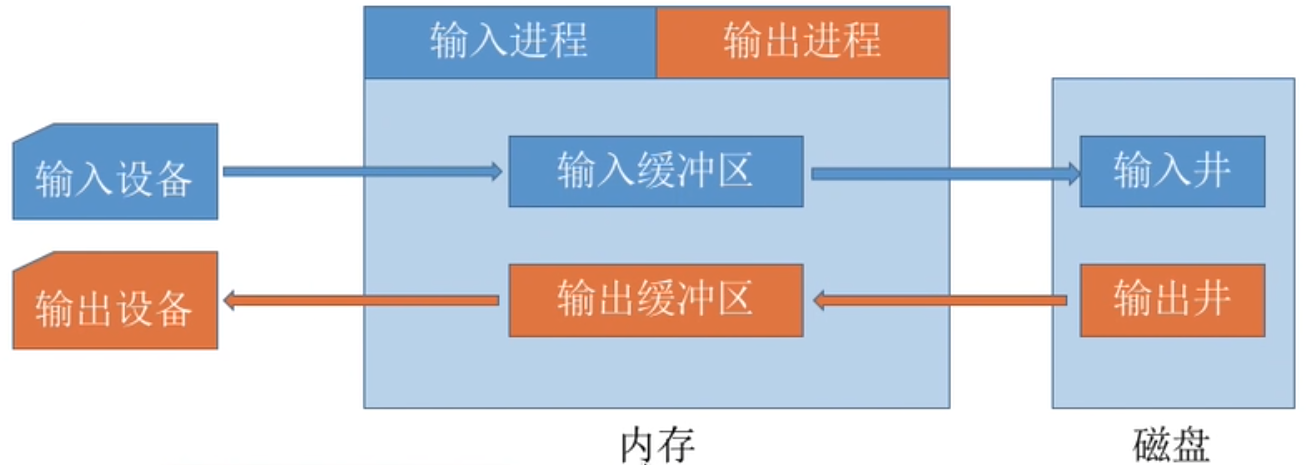 输入进程
输出进程
输入设备
输入缓冲区
输入井
输出设备
输出缓冲区
输出井
内存
磁盘